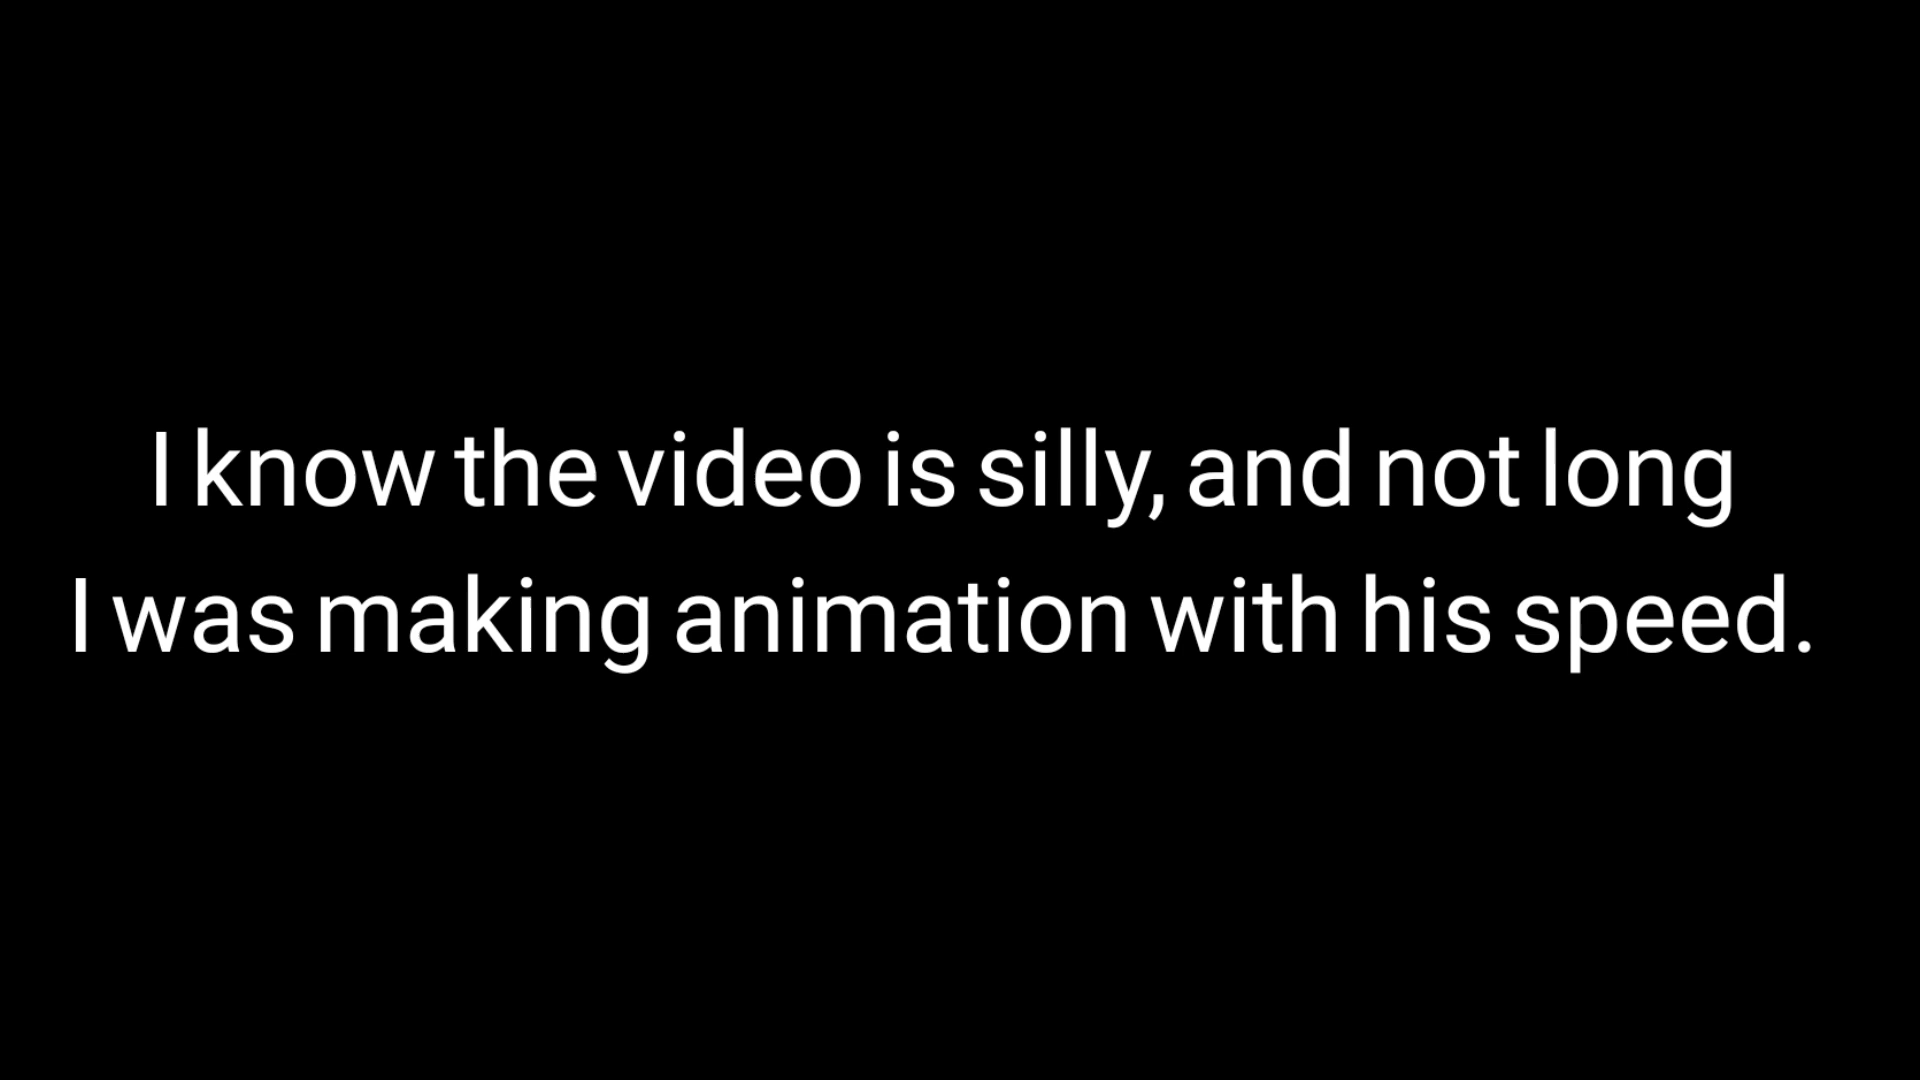 I know the video is silly, and not long
I was making animation with his speed.